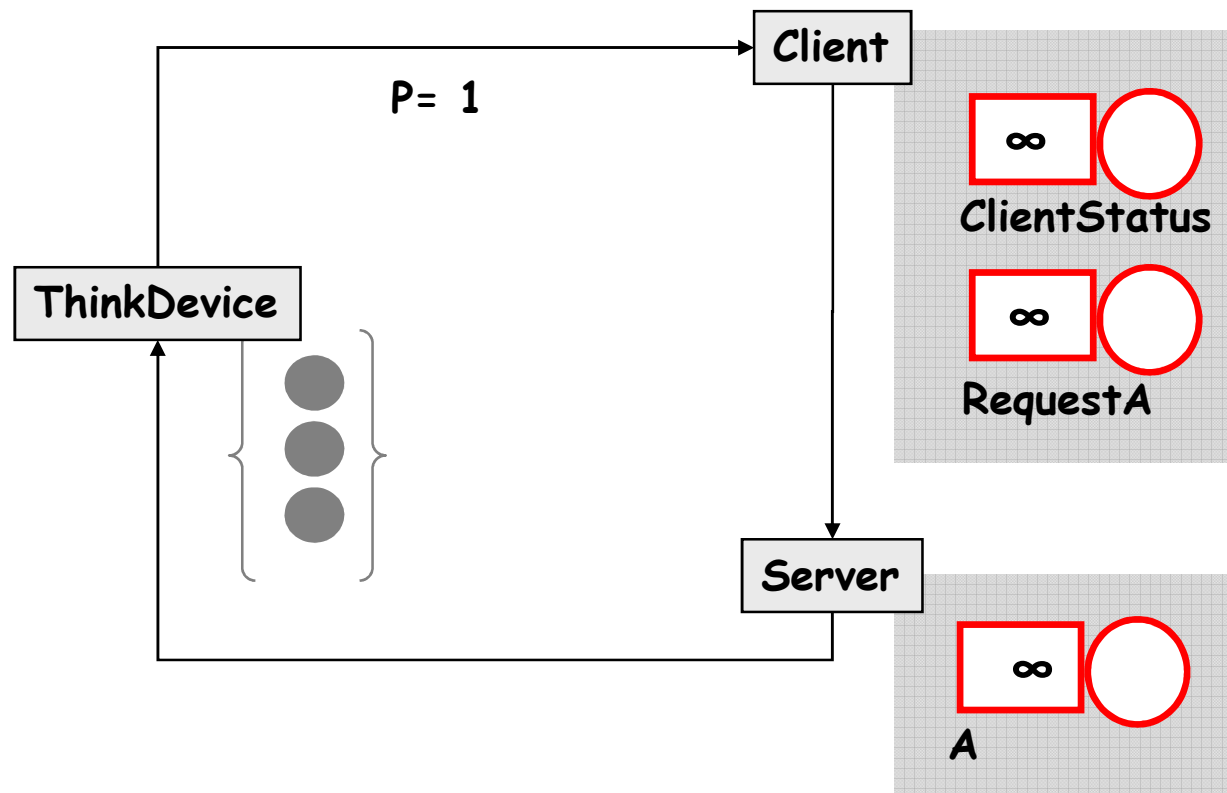 Client
P= 1
∞
ClientStatus
ThinkDevice
∞
RequestA
Server
∞
A